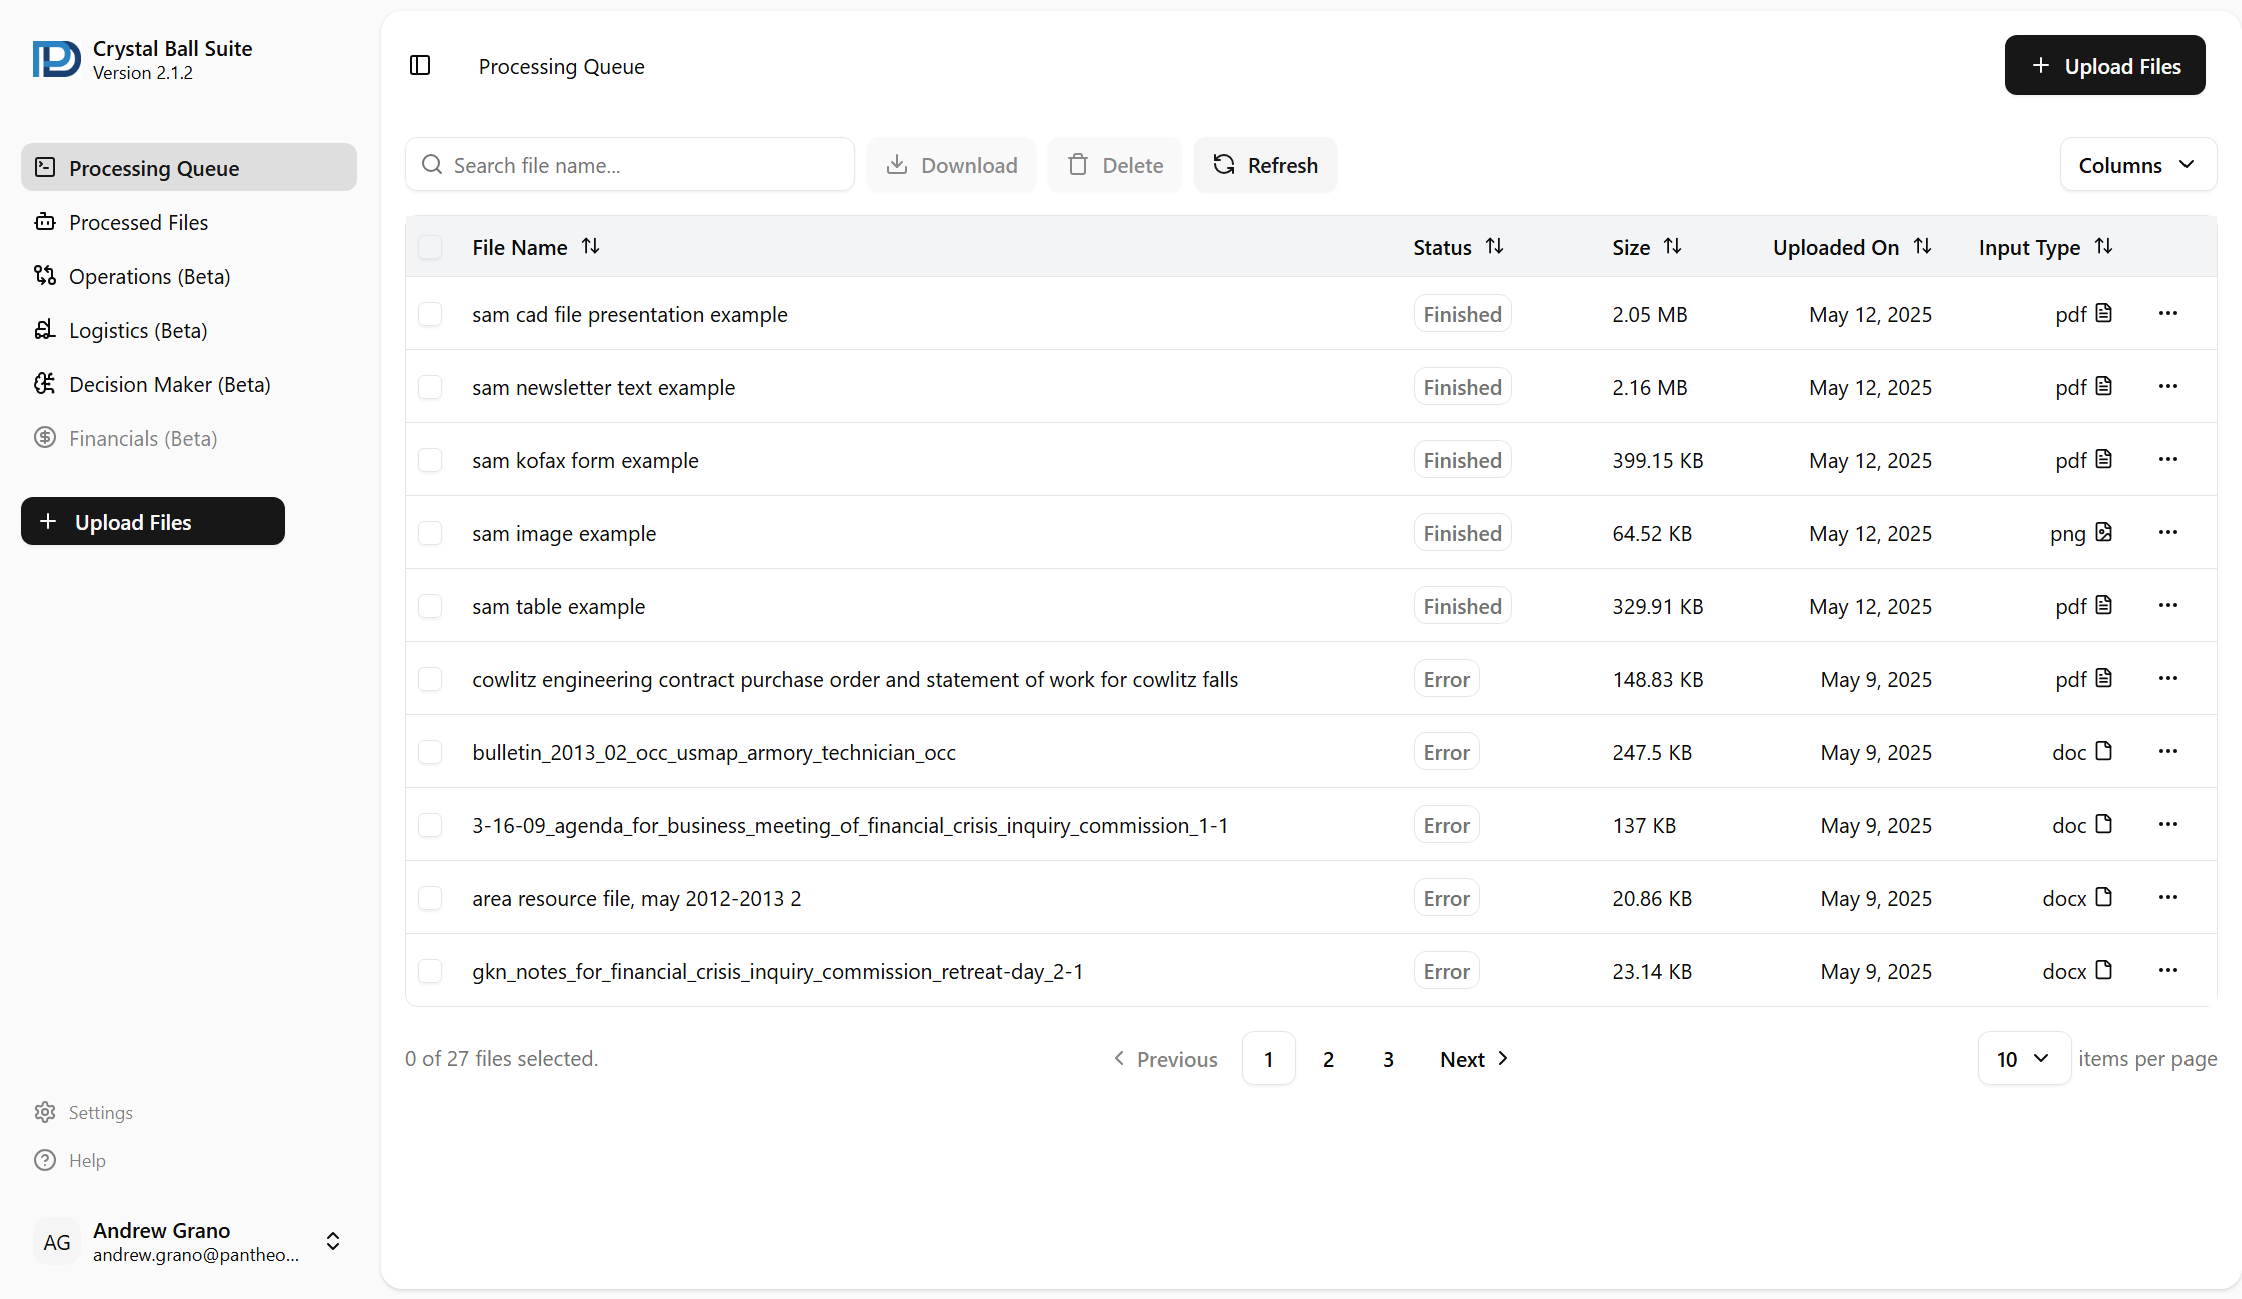 Crystal Ball Suite
Version 2.1.2
Processing Queue
Processed Files
Operations (Beta)
Logistics (Beta)
Decision Maker (Beta)
Financials (Beta)
Upload Files
Settings
Help
AG
Andrew Grano
andrew.grano@pantheo...
Processing Queue
Upload Files
Search file name...
Download
Delete
Refresh
Columns
File Name Status Size Uploaded On Input Type
sam cad file presentation example Finished 2.05 MB May 12, 2025 pdf
sam newsletter text example Finished 2.16 MB May 12, 2025 pdf
sam kofax form example Finished 399.15 KB May 12, 2025 pdf
sam image example Finished 64.52 KB May 12, 2025 png
sam table example Finished 329.91 KB May 12, 2025 pdf
cowlitz engineering contract purchase order and statement of work for cowlitz falls Error 148.83 KB May 9, 2025 pdf
bulletin_2013_02_occ_usmap_armory_technician_occ Error 247.5 KB May 9, 2025 doc
3-16-09_agenda_for_business_meeting_of_financial_crisis_inquiry_commission_1-1 Error 137 KB May 9, 2025 doc
area resource file, may 2012-2013 2 Error 20.86 KB May 9, 2025 docx
gkn_notes_for_financial_crisis_inquiry_commission_retreat-day_2-1 Error 23.14 KB May 9, 2025 docx
0 of 27 files selected.
Previous 1 2 3 Next
10 items per page